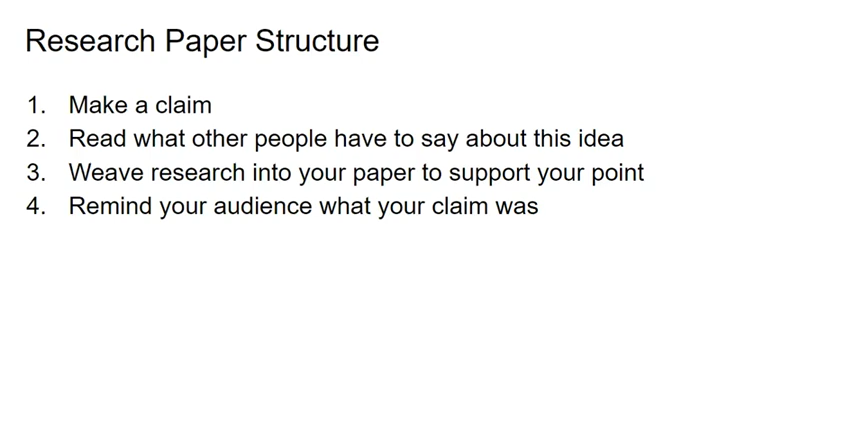 Research Paper Structure
1. Make a claim
2. Read what other people have to say about this idea
3. Weave research into your paper to support your point
4. Remind your audience what your claim was